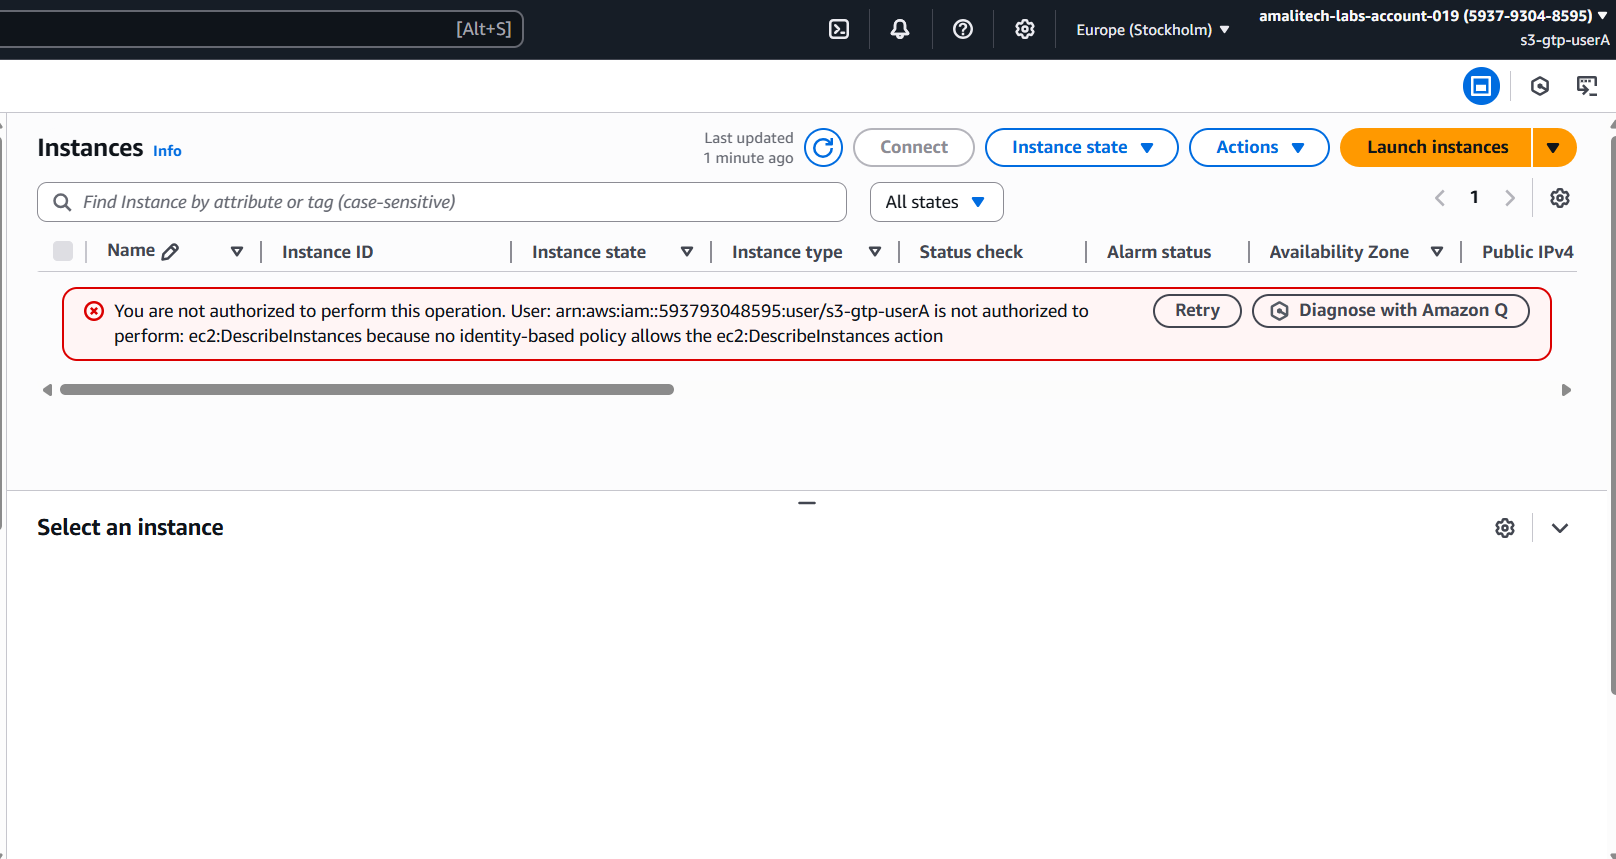 [Alt+S]
Europe (Stockholm)
amalitech-labs-account-019 (5937-9304-8595)
s3-gtp-userA
Instances Info
Last updated
1 minute ago
Connect
Instance state
Actions
Launch instances
Find Instance by attribute or tag (case-sensitive)
All states
1
Name
Instance ID
Instance state
Instance type
Status check
Alarm status
Availability Zone
Public IPv4
You are not authorized to perform this operation. User: arn:aws:iam::593793048595:user/s3-gtp-userA is not authorized to
perform: ec2:DescribeInstances because no identity-based policy allows the ec2:DescribeInstances action
Retry
Diagnose with Amazon Q
Select an instance